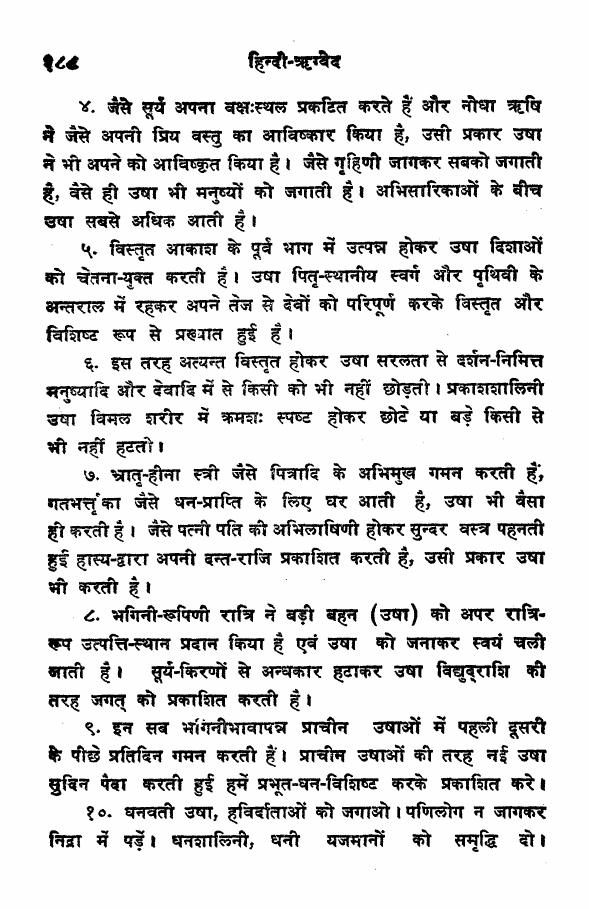 १८४ हिन्दी-ऋग्वेद
४. जैसे सूर्य अपना वक्षःस्थल प्रकटित करते हैं और नोधा ऋषि
ने जैसे अपनी प्रिय वस्तु का आविष्कार किया है, उसी प्रकार उषा
ने भी अपने को आविष्कृत किया है। जैसे गृहिणी जागकर सबको जगाती
है, वैसे ही उषा भी मनुष्यों को जगाती है। अभिसारिकाओं के बीच
उषा सबसे अधिक आती है।
५. विस्तृत आकाश के पूर्व भाग में उत्पन्न होकर उषा दिशाओं
को चेतना-युक्त करती है। उषा पितृ-स्थानीय स्वर्ग और पृथिवी के
अन्तराल में रहकर अपने तेज से देवों को परिपूर्ण करके विस्तृत और
विशिष्ट रूप से प्रख्यात हुई है।
६. इस तरह अत्यन्त विस्तृत होकर उषा सरलता से दर्शन-निमित्त
मनुष्यादि और देवादि में से किसी को भी नहीं छोड़ती। प्रकाशशालिनी
उषा विमल शरीर में क्रमशः स्पष्ट होकर छोटे या बड़े किसी से
भी नहीं हटती।
७. भ्रातृ-हीना स्त्री जैसे पित्रादि के अभिमुख गमन करती है,
गतभर्त्तृका जैसे धन-प्राप्ति के लिए घर आती है, उषा भी वैसा
ही करती है। जैसे पत्नी पति की अभिलाषिणी होकर सुन्दर वस्त्र पहनती
हुई हास्य-द्वारा अपनी दन्त-राजि प्रकाशित करती है, उसी प्रकार उषा
भी करती है।
८. भगिनी-रूपिणी रात्रि ने बड़ी बहन (उषा) को अपर रात्रि-
रूप उत्पत्ति-स्थान प्रदान किया है एवं उषा को जनाकर स्वयं चली
जाती है। सूर्य-किरणों से अन्धकार हटाकर उषा विद्युद्‌राशि की
तरह जगत् को प्रकाशित करती है।
९. इन सब भगिनीभावापन्न प्राचीन उषाओं में पहली दूसरी
के पीछे प्रतिदिन गमन करती हैं। प्राचीन उषाओं की तरह नई उषा
सुदिन पैदा करती हुई हमें प्रभूत-धन-विशिष्ट करके प्रकाशित करे।
१०. धनवती उषा, हविर्दाताओं को जगाओ। पणिलोग न जागकर
निद्रा में पड़ें। धनशालिनी, धनी यजमानों को समृद्धि दो।